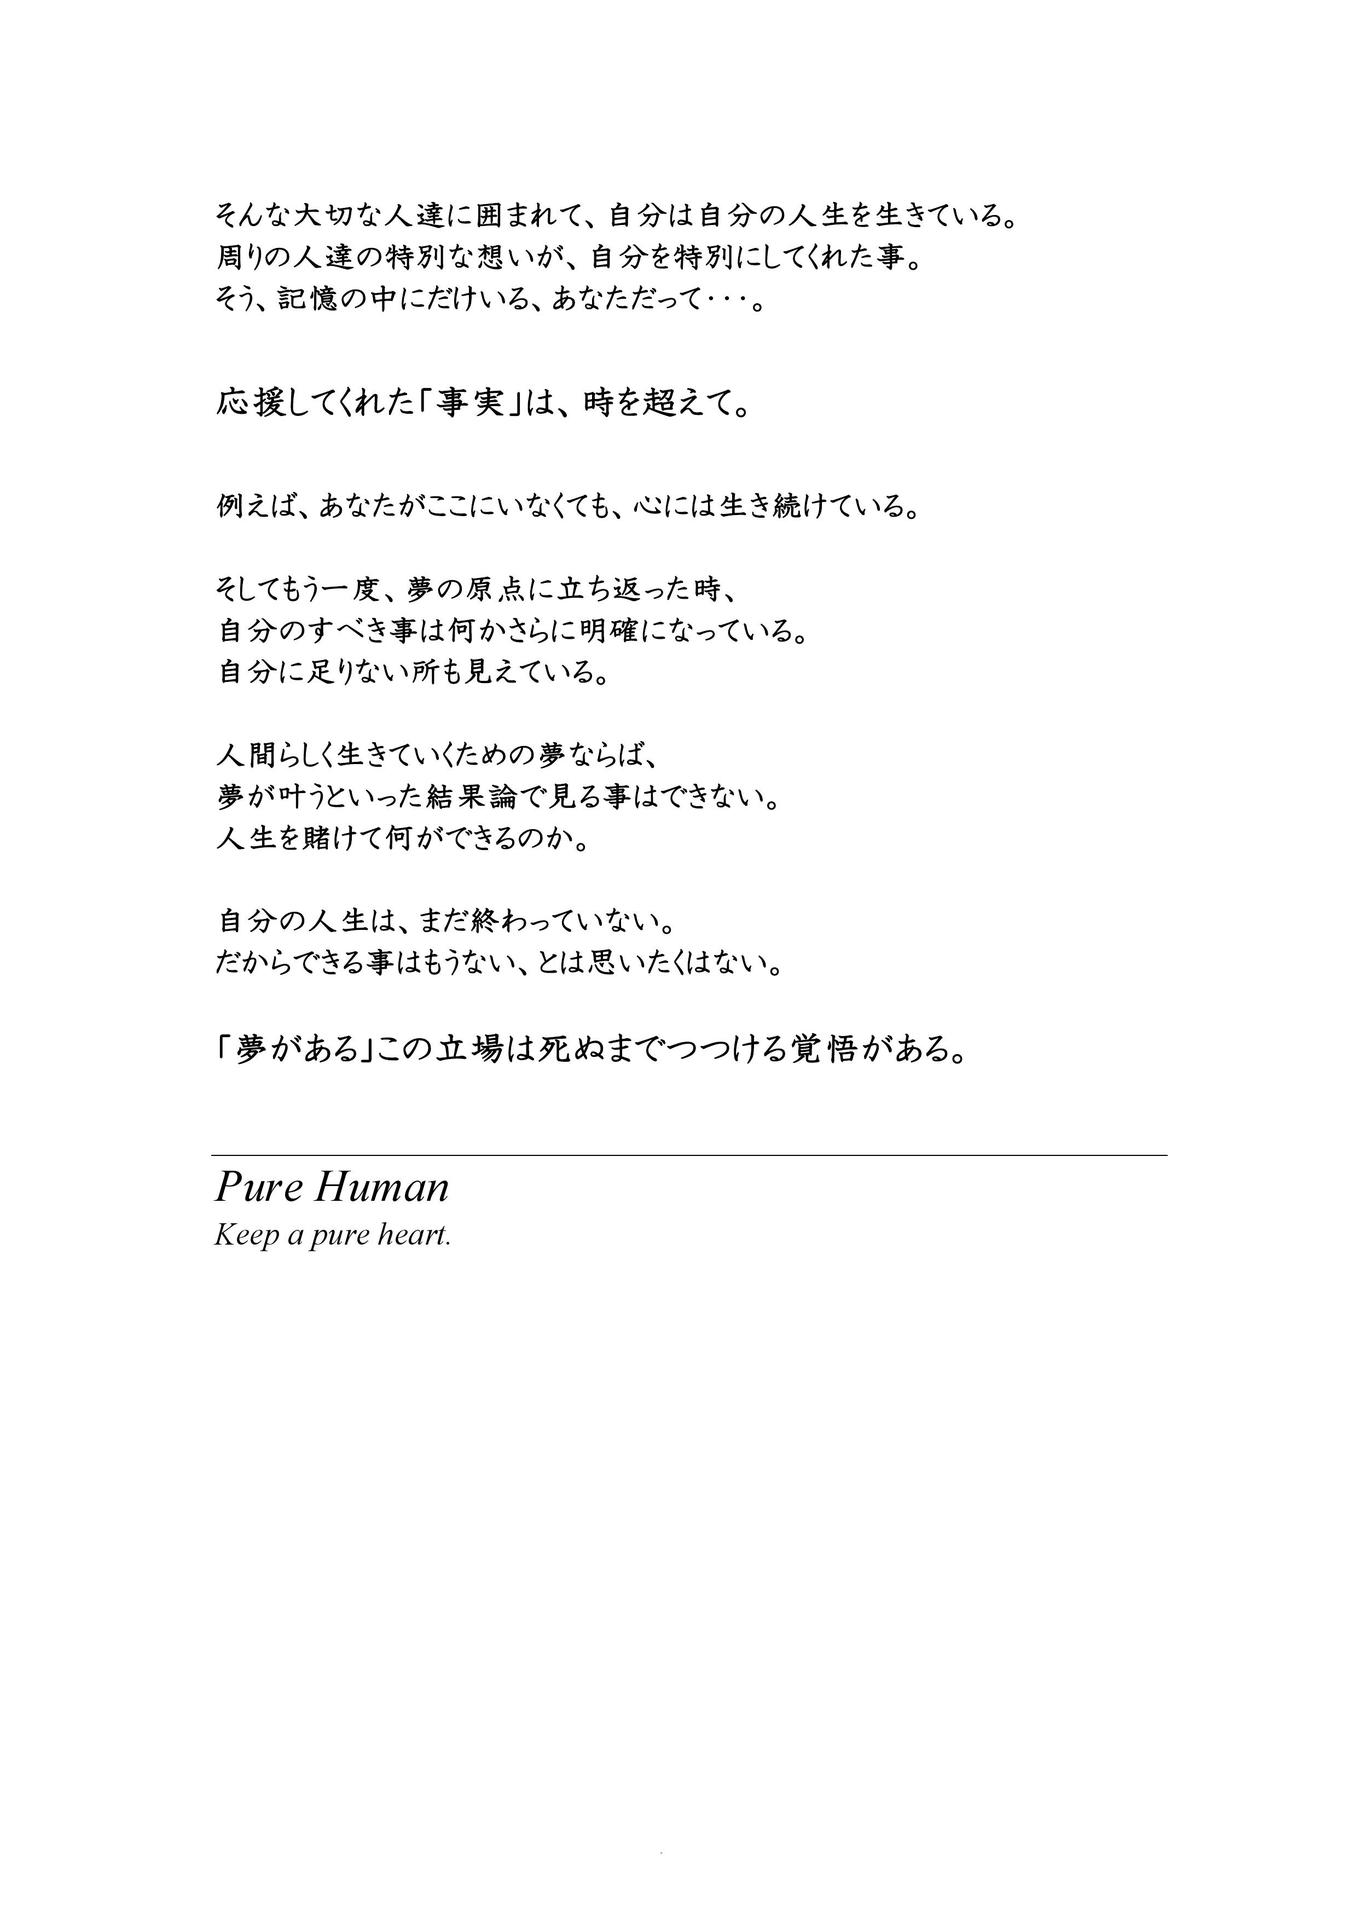 そんな大切な人達に囲まれて、自分は自分の人生を生きている。
周りの人達の特別な想いが、自分を特別にしてくれた事。
そう、記憶の中にだけいる、あなただって・・・。
応援してくれた「事実」は、時を超えて。
例えば、あなたがここにいなくても、心には生き続けている。
そしてもう一度、夢の原点に立ち返った時、
自分のすべき事は何かさらに明確になっている。
自分に足りない所も見えている。
人間らしく生きていくための夢ならば、
夢が叶うといった結果論で見る事はできない。
人生を賭けて何ができるのか。
自分の人生は、まだ終わっていない。
だからできる事はもうない、とは思いたくはない。
「夢がある」この立場は死ぬまでつつける覚悟がある。
Pure Human
Keep a pure heart.